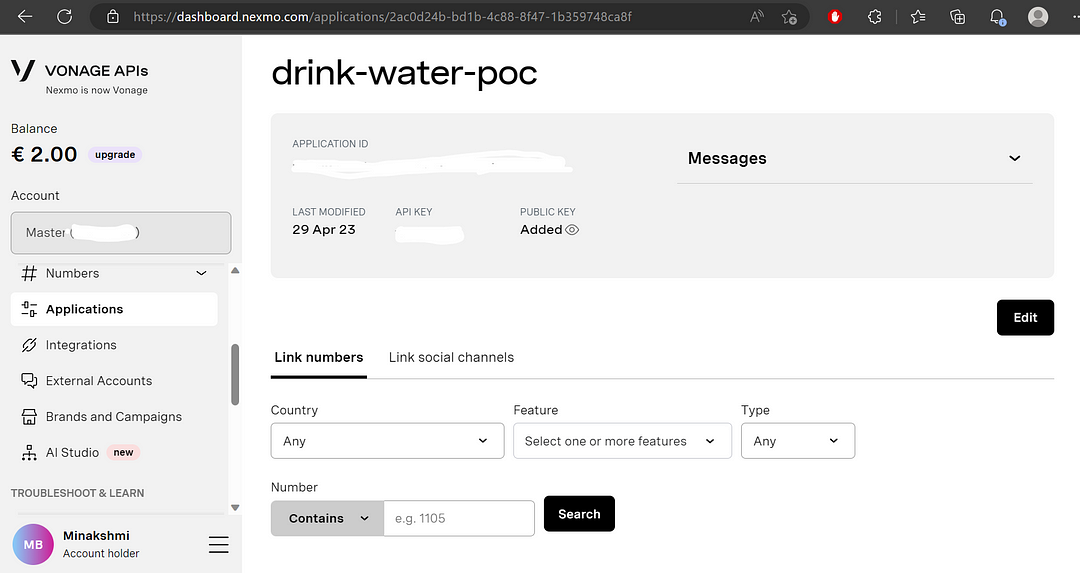 https://dashboard.nexmo.com/applications/2ac0d24b-bd1b-4c88-8f47-1b359748ca8f
VONAGE APIs
Nexmo is now Vonage
Balance
€ 2.00 upgrade
Account
Master ( )
Numbers
Applications
Integrations
External Accounts
Brands and Campaigns
AI Studio new
TROUBLESHOOT & LEARN
MB
Minakshmi
Account holder
drink-water-poc
APPLICATION ID
Messages
LAST MODIFIED API KEY PUBLIC KEY
29 Apr 23 Added
Edit
Link numbers Link social channels
Country Feature Type
Any Select one or more features Any
Number
Contains e.g. 1105 Search